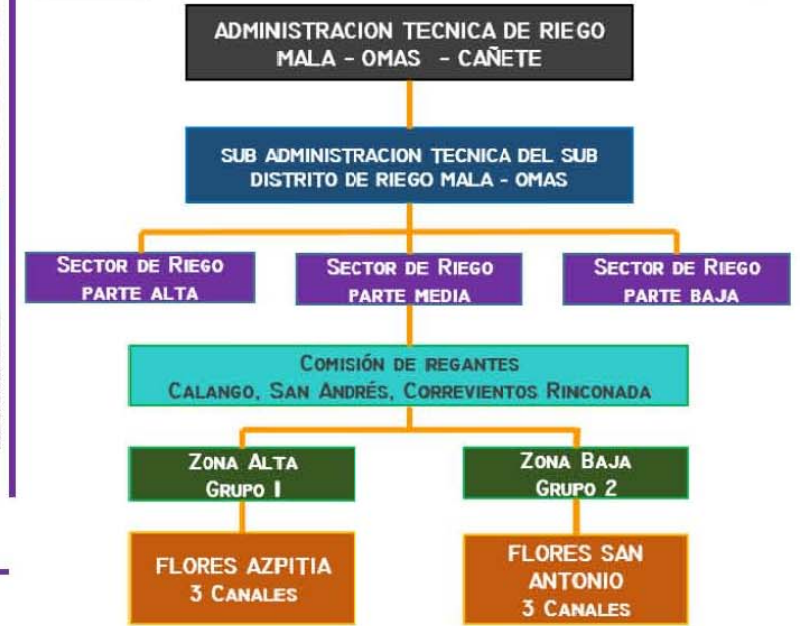 ADMINISTRACION TECNICA DE RIEGO
MALA - OMAS - CAÑETE
SUB ADMINISTRACION TECNICA DEL SUB
DISTRITO DE RIEGO MALA - OMAS
SECTOR DE RIEGO
PARTE ALTA
SECTOR DE RIEGO
PARTE MEDIA
SECTOR DE RIEGO
PARTE BAJA
COMISIÓN DE REGANTES
CALANGO, SAN ANDRÉS, CORREVIENTOS RINCONADA
ZONA ALTA
GRUPO 1
ZONA BAJA
GRUPO 2
FLORES AZPITIA
3 CANALES
FLORES SAN
ANTONIO
3 CANALES